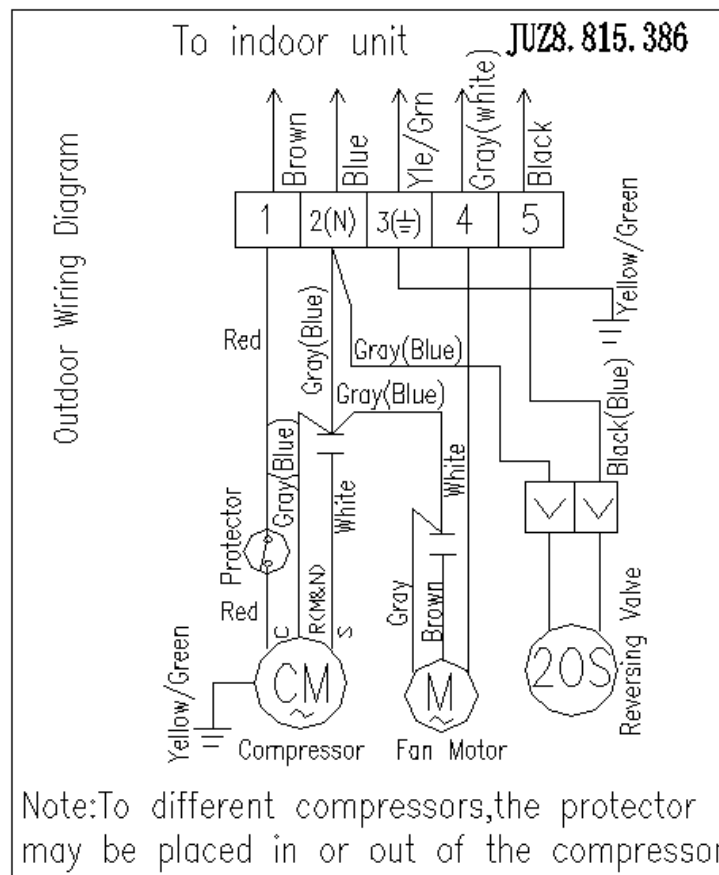 To indoor unit
JUZ8.815.386
Outdoor Wiring Diagram
Brown
Blue
Yle/Grn
Gray(white)
Black
1
2(N)
3(⏚)
4
5
Yellow/Green
Red
Gray(Blue)
Gray(Blue)
Gray(Blue)
Black(Blue)
Gray(Blue
White
White
Protector
Red
C
R(M&N)
S
Gray
Brown
Yellow/Green
CM
~
M
~
20S
Reversing Valve
Compressor
Fan Motor
Note:To different compressors,the protector
may be placed in or out of the compressor